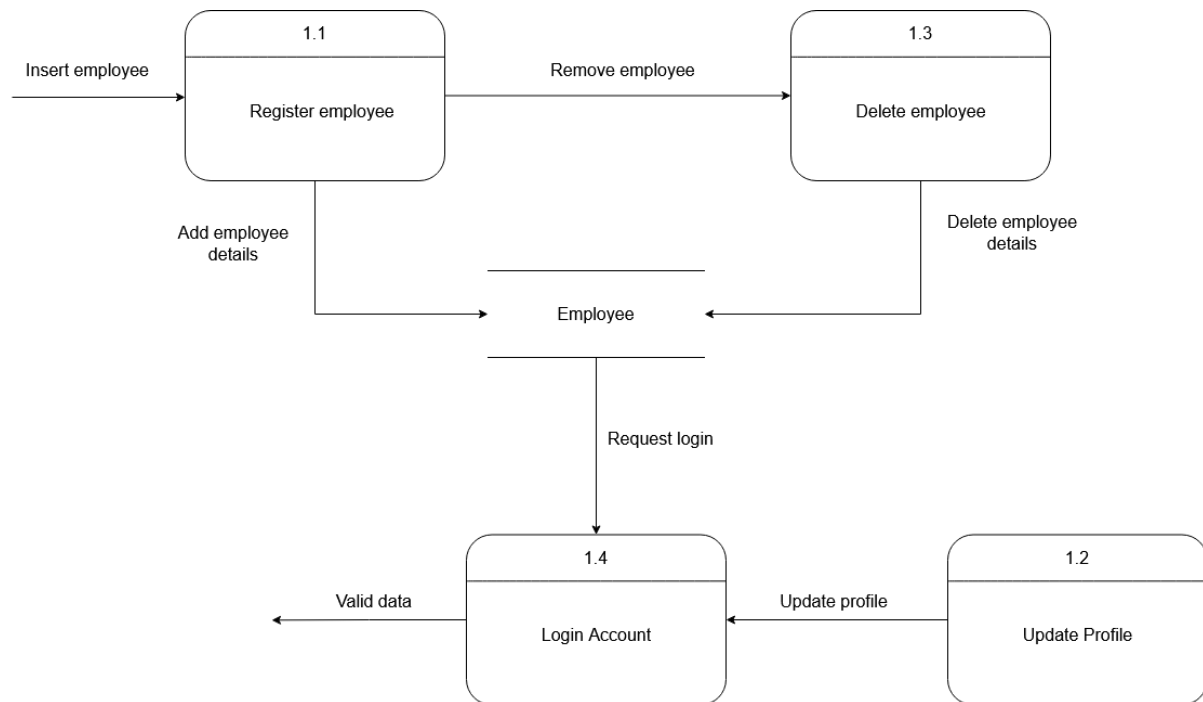 1.1
1.3
Insert employee
Remove employee
Register employee
Delete employee
Add employee
details
Delete employee
details
Employee
Request login
1.4
1.2
Valid data
Update profile
Login Account
Update Profile